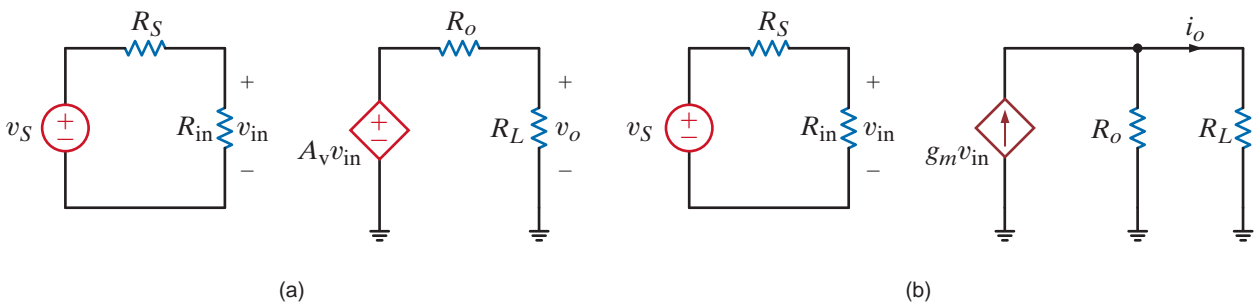 R_S
R_o
v_S
+
−
R_in
+
v_in
−
A_v v_in
+
−
R_L
+
v_o
−
(a)
R_S
v_S
+
−
R_in
+
v_in
−
g_m v_in
i_o
R_o
R_L
(b)